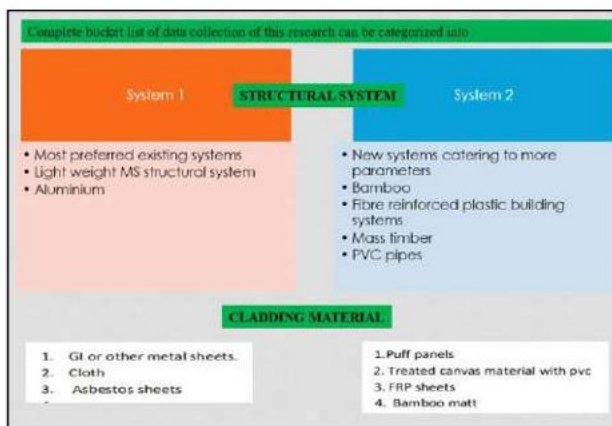 Complete bucket list of data collection of this research can be categorized into
System 1
STRUCTURAL SYSTEM
System 2
• Most preferred existing systems
• Light weight MS structural system
• Aluminium
• New systems catering to more
parameters
• Bamboo
• Fibre reinforced plastic building
systems
• Mass timber
• PVC pipes
CLADDING MATERIAL
1. GI or other metal sheets.
2. Cloth
3. Asbestos sheets
1.Puff panels
2. Treated canvas material with pvc
3. FRP sheets
4. Bamboo matt